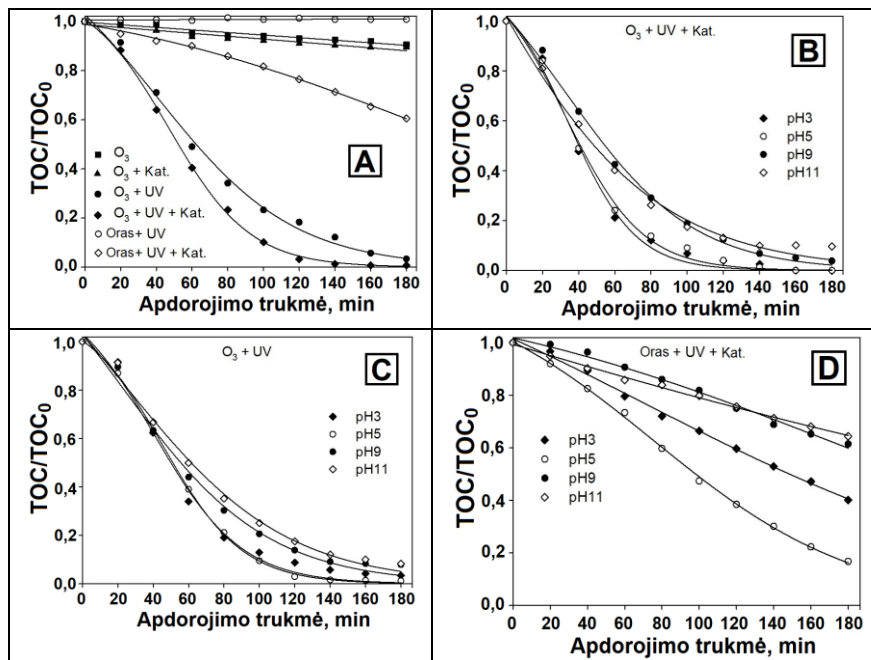 A
TOC/TOC₀
1,0
0,8
0,6
0,4
0,2
0,0
O₃
O₃ + Kat.
O₃ + UV
O₃ + UV + Kat.
Oras+ UV
Oras+ UV + Kat.
0 20 40 60 80 100 120 140 160 180
Apdorojimo trukmė, min
O₃ + UV + Kat.
B
TOC/TOC₀
1,0
0,8
0,6
0,4
0,2
0,0
pH3
pH5
pH9
pH11
0 20 40 60 80 100 120 140 160 180
Apdorojimo trukmė, min
O₃ + UV
C
TOC/TOC₀
1,0
0,8
0,6
0,4
0,2
0,0
pH3
pH5
pH9
pH11
0 20 40 60 80 100 120 140 160 180
Apdorojimo trukmė, min
Oras + UV + Kat.
D
TOC/TOC₀
1,0
0,8
0,6
0,4
0,2
0,0
pH3
pH5
pH9
pH11
0 20 40 60 80 100 120 140 160 180
Apdorojimo trukmė, min